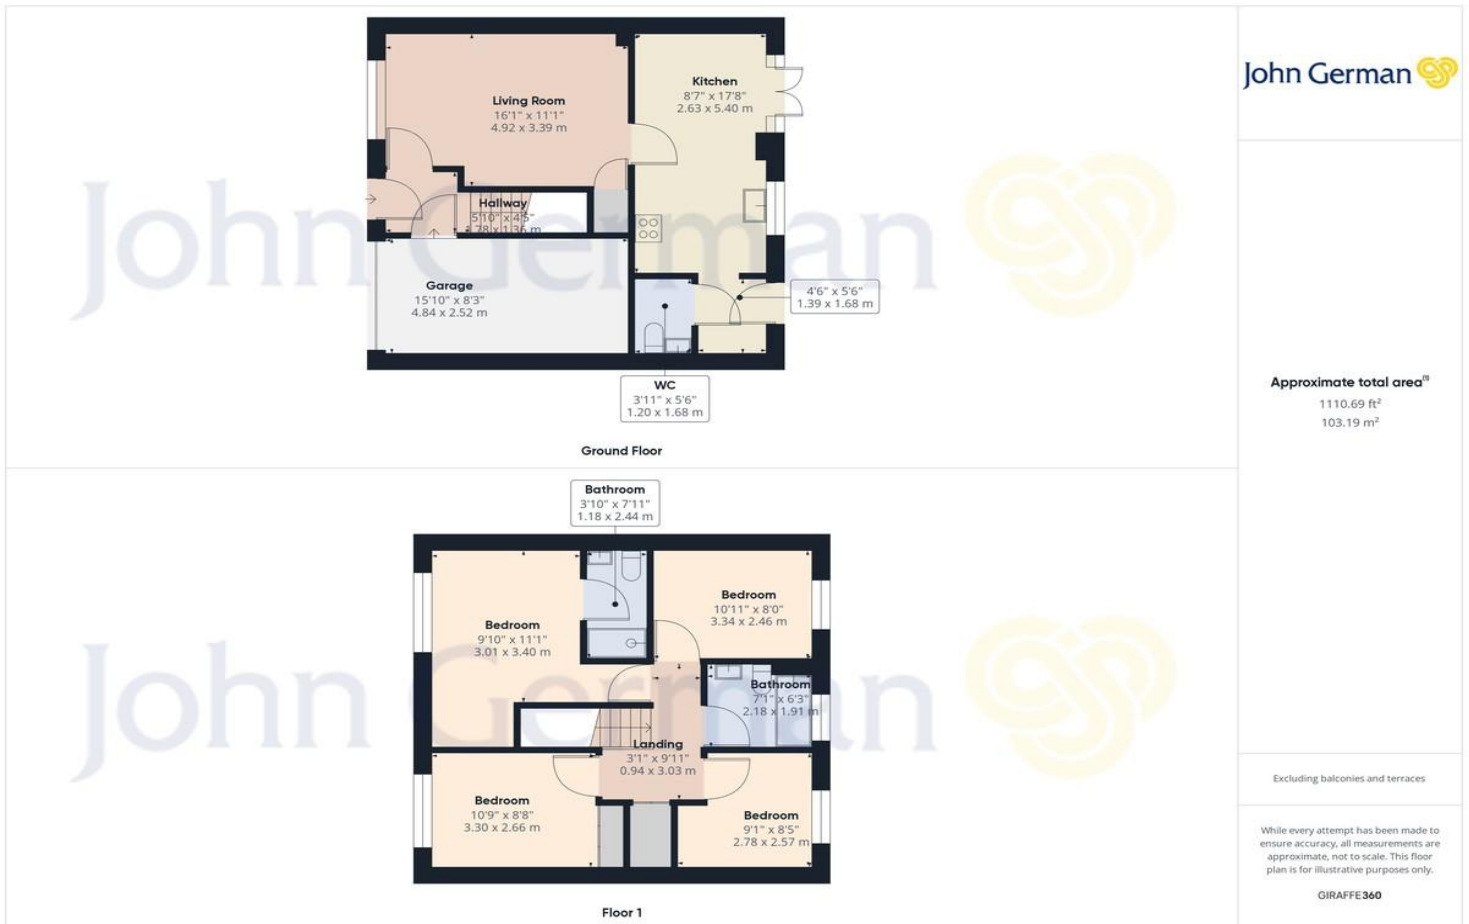 Living Room
16'1" x 11'1"
4.92 x 3.39 m
Kitchen
8'7" x 17'8"
2.63 x 5.40 m
Hallway
5'10" x 4'5"
.78 x 1.36 m
Garage
15'10" x 8'3"
4.84 x 2.52 m
4'6" x 5'6"
1.39 x 1.68 m
WC
3'11" x 5'6"
1.20 x 1.68 m
John German
Ground Floor
Bathroom
3'10" x 7'11"
1.18 x 2.44 m
Bedroom
9'10" x 11'1"
3.01 x 3.40 m
Bedroom
10'11" x 8'0"
3.34 x 2.46 m
Bathroom
7'1" x 6'3"
2.18 x 1.91 m
Landing
3'1" x 9'11"
0.94 x 3.03 m
Bedroom
10'9" x 8'8"
3.30 x 2.66 m
Bedroom
9'1" x 8'5"
2.78 x 2.57 m
John German
Floor 1
John German
Approximate total area(1)
1110.69 ft²
103.19 m²
Excluding balconies and terraces
While every attempt has been made to
ensure accuracy, all measurements are
approximate, not to scale. This floor
plan is for illustrative purposes only.
GIRAFFE360